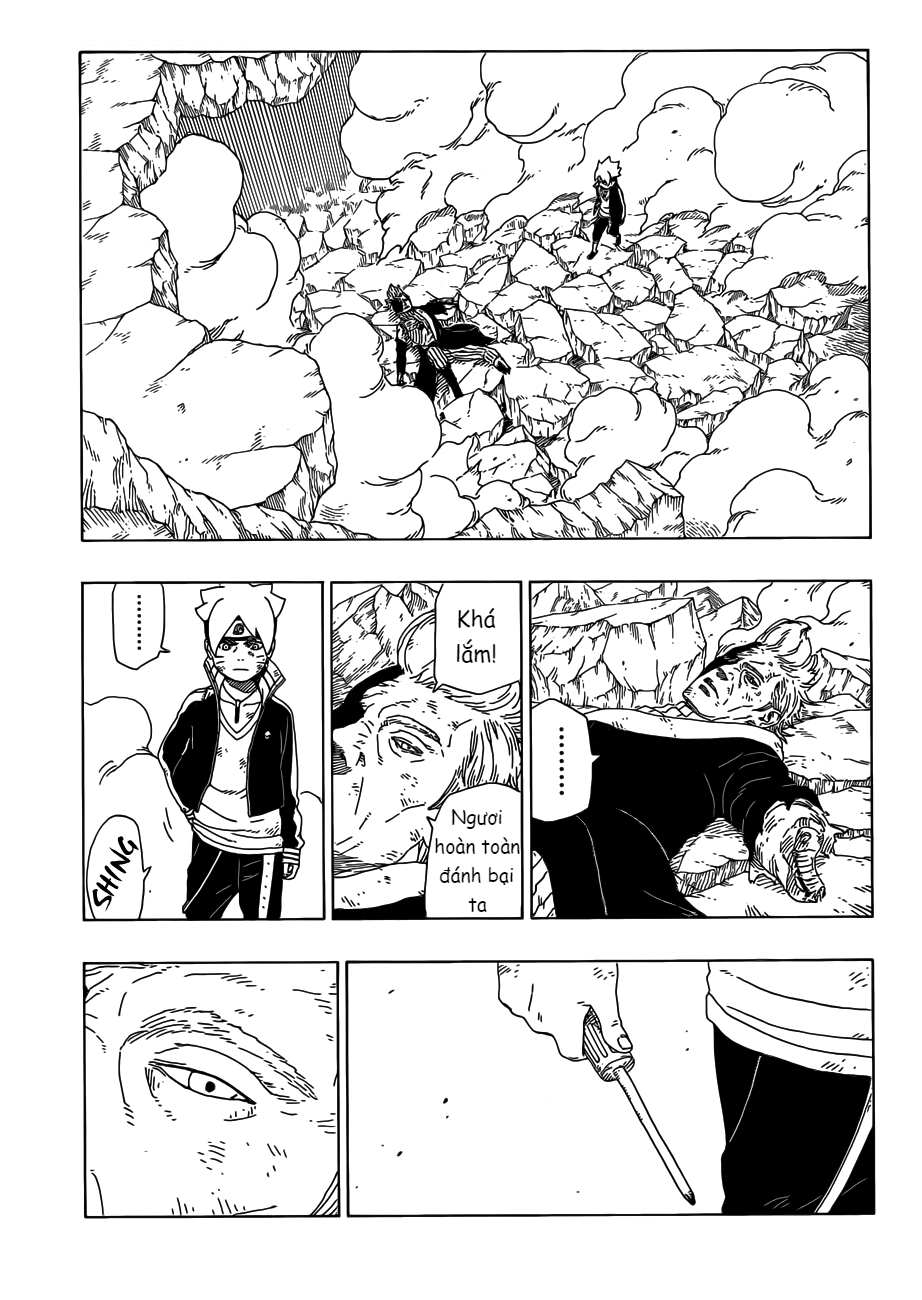 .......
Khá
lắm!
Ngươi
hoàn toàn
đánh bại
ta
.......
SHING